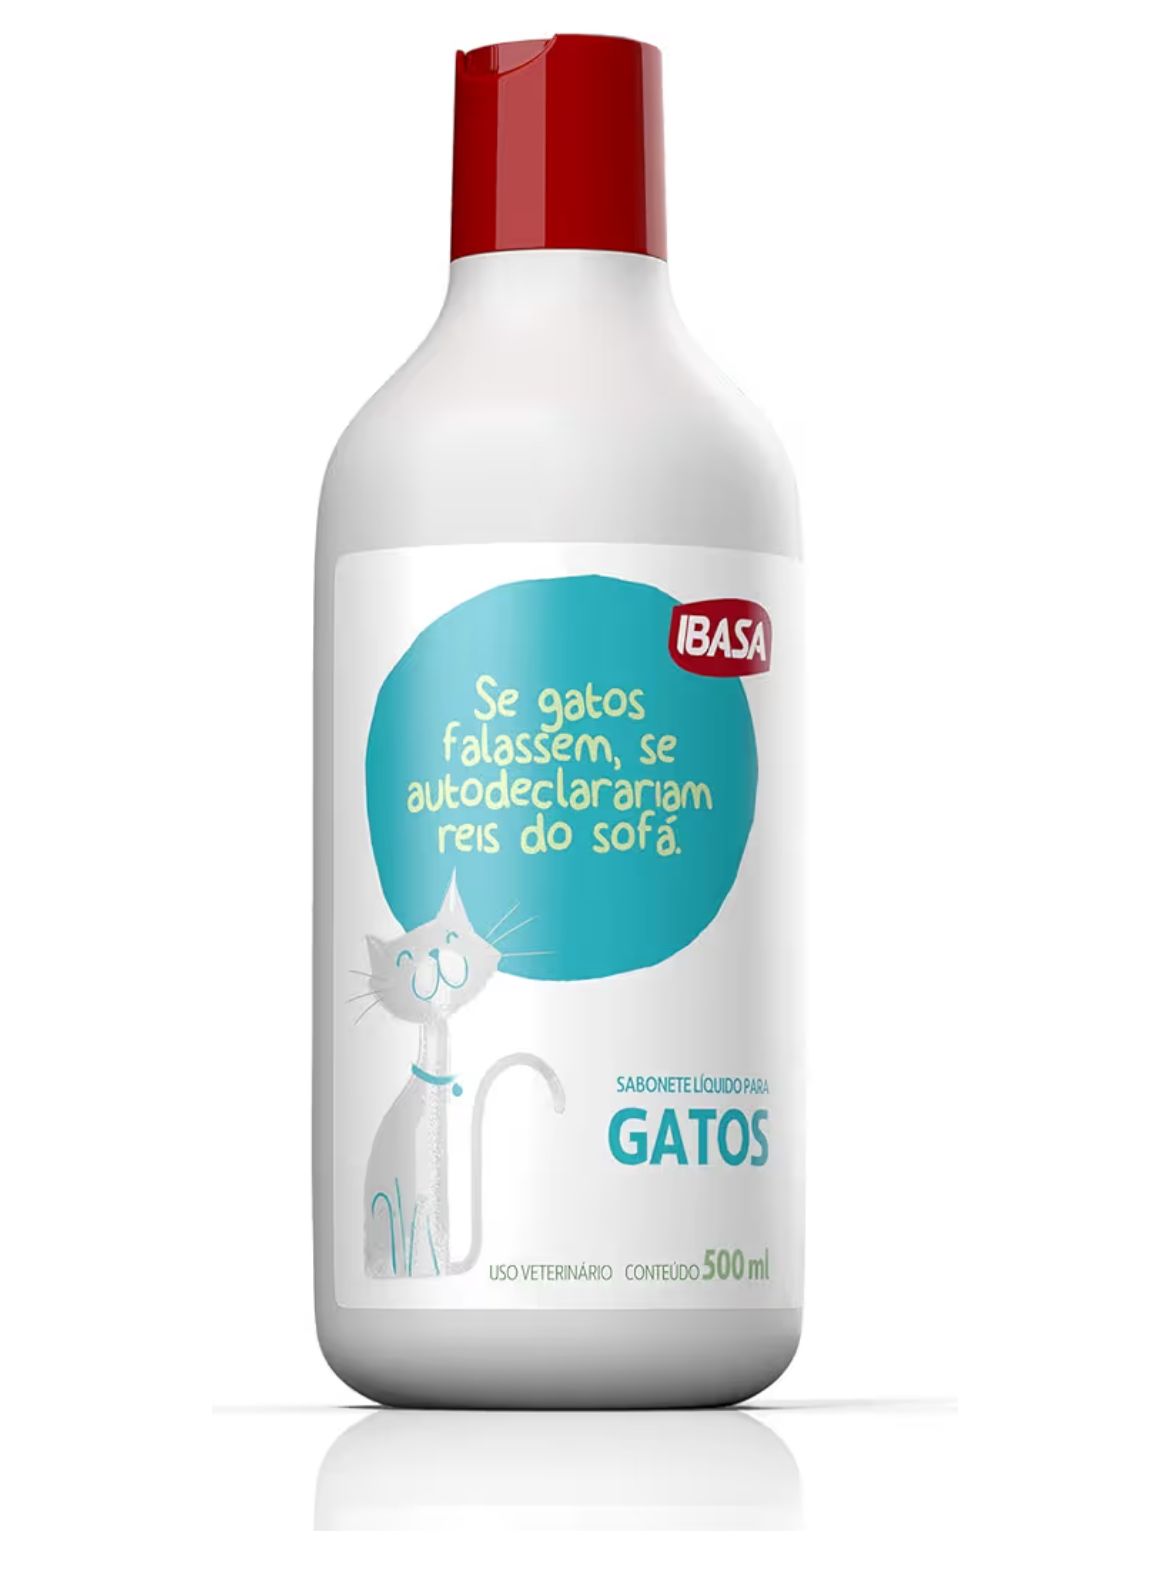 IBASA
Se gatos
falassem, se
autodeclarariam
reis do sofá.
SABONETE LÍQUIDO PARA
GATOS
USO VETERINÁRIO CONTEÚDO 500 ml